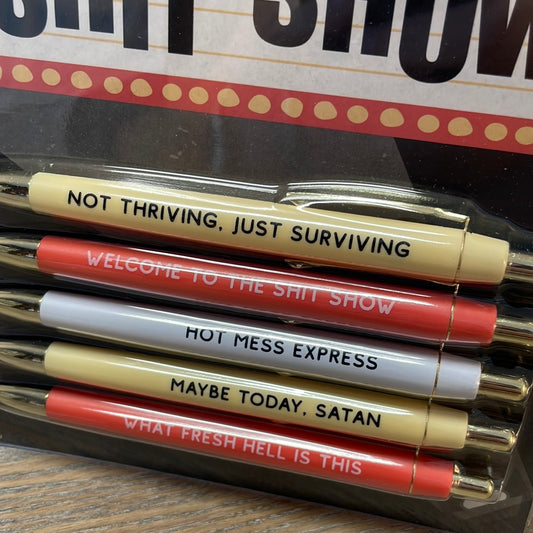 SHIT SHOW
NOT THRIVING, JUST SURVIVING
WELCOME TO THE SHIT SHOW
HOT MESS EXPRESS
MAYBE TODAY, SATAN
WHAT FRESH HELL IS THIS